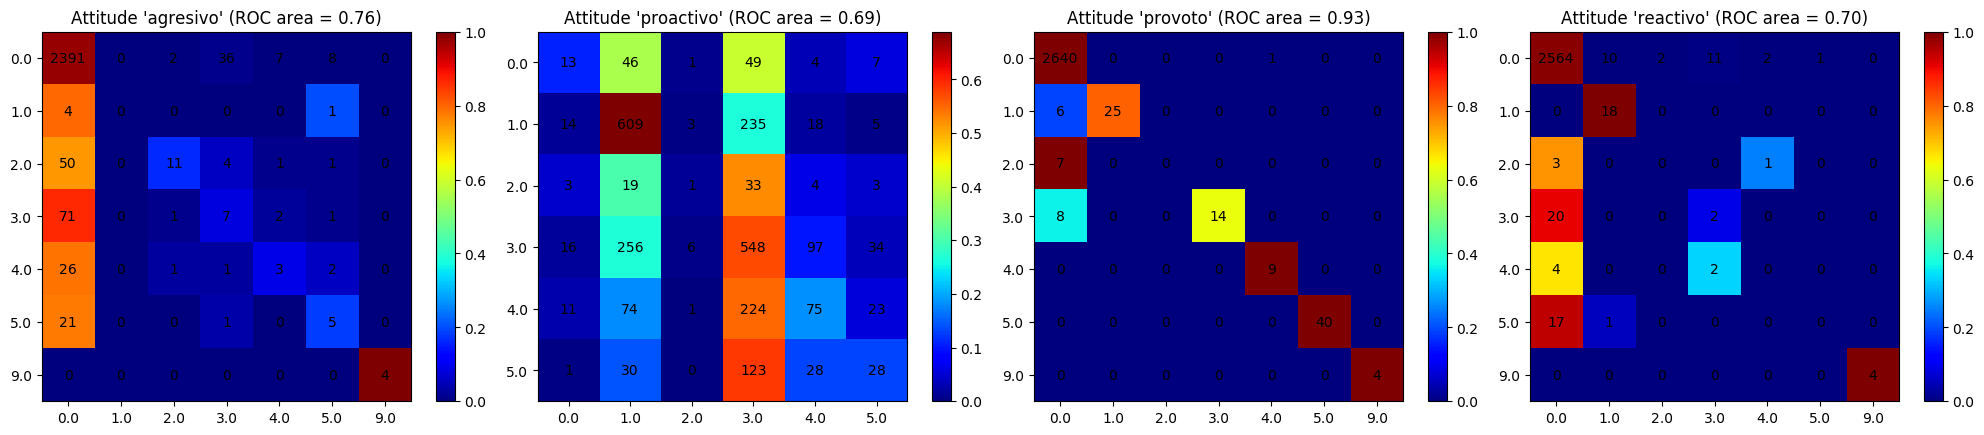 Attitude 'agresivo' (ROC area = 0.76)
0.0 2391 0 2 36 7 8 0
1.0 4 0 0 0 0 1 0
2.0 50 0 11 4 1 1 0
3.0 71 0 1 7 2 1 0
4.0 26 0 1 1 3 2 0
5.0 21 0 0 1 0 5 0
9.0 0 0 0 0 0 0 4
0.0 1.0 2.0 3.0 4.0 5.0 9.0
1.0
0.8
0.6
0.4
0.2
0.0
Attitude 'proactivo' (ROC area = 0.69)
0.0 13 46 1 49 4 7
1.0 14 609 3 235 18 5
2.0 3 19 1 33 4 3
3.0 16 256 6 548 97 34
4.0 11 74 1 224 75 23
5.0 1 30 0 123 28 28
0.0 1.0 2.0 3.0 4.0 5.0
0.6
0.5
0.4
0.3
0.2
0.1
0.0
Attitude 'provoto' (ROC area = 0.93)
0.0 2640 0 0 0 1 0 0
1.0 6 25 0 0 0 0 0
2.0 7 0 0 0 0 0 0
3.0 8 0 0 14 0 0 0
4.0 0 0 0 0 9 0 0
5.0 0 0 0 0 0 40 0
9.0 0 0 0 0 0 0 4
0.0 1.0 2.0 3.0 4.0 5.0 9.0
1.0
0.8
0.6
0.4
0.2
0.0
Attitude 'reactivo' (ROC area = 0.70)
0.0 2564 10 2 11 2 1 0
1.0 0 18 0 0 0 0 0
2.0 3 0 0 0 1 0 0
3.0 20 0 0 2 0 0 0
4.0 4 0 0 2 0 0 0
5.0 17 1 0 0 0 0 0
9.0 0 0 0 0 0 0 4
0.0 1.0 2.0 3.0 4.0 5.0 9.0
1.0
0.8
0.6
0.4
0.2
0.0